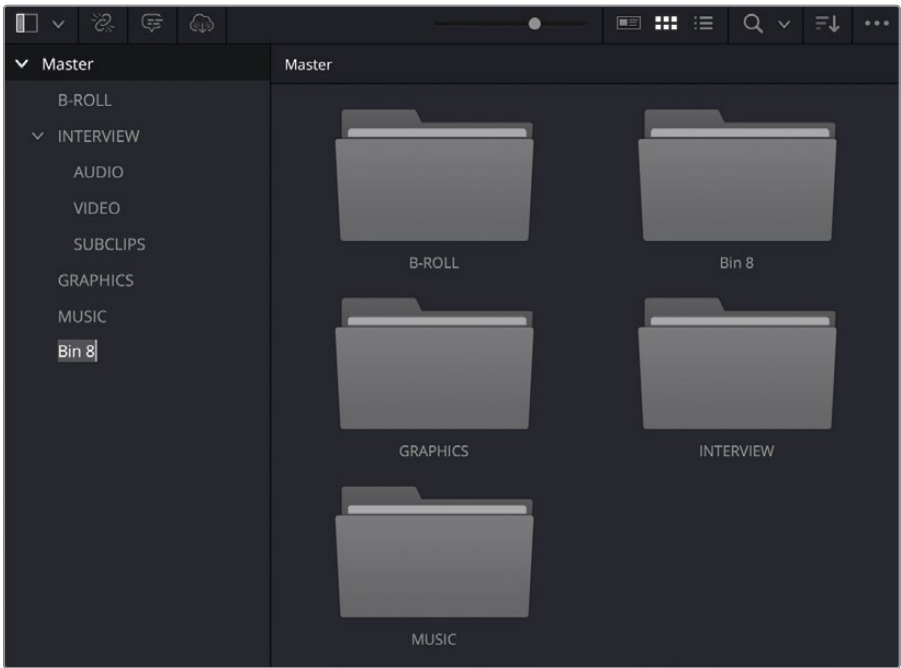 Master
B-ROLL
INTERVIEW
AUDIO
VIDEO
SUBCLIPS
GRAPHICS
MUSIC
Bin 8
Master
B-ROLL
Bin 8
GRAPHICS
INTERVIEW
MUSIC